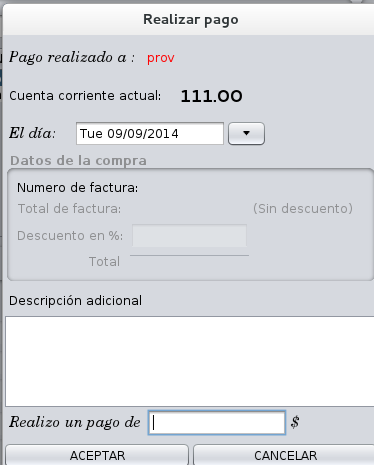 Realizar pago
Pago realizado a : prov
Cuenta corriente actual: 111.00
El día: Tue 09/09/2014
Datos de la compra
Numero de factura:
Total de factura: (Sin descuento)
Descuento en %:
Total
Descripción adicional
Realizo un pago de $
ACEPTAR CANCELAR